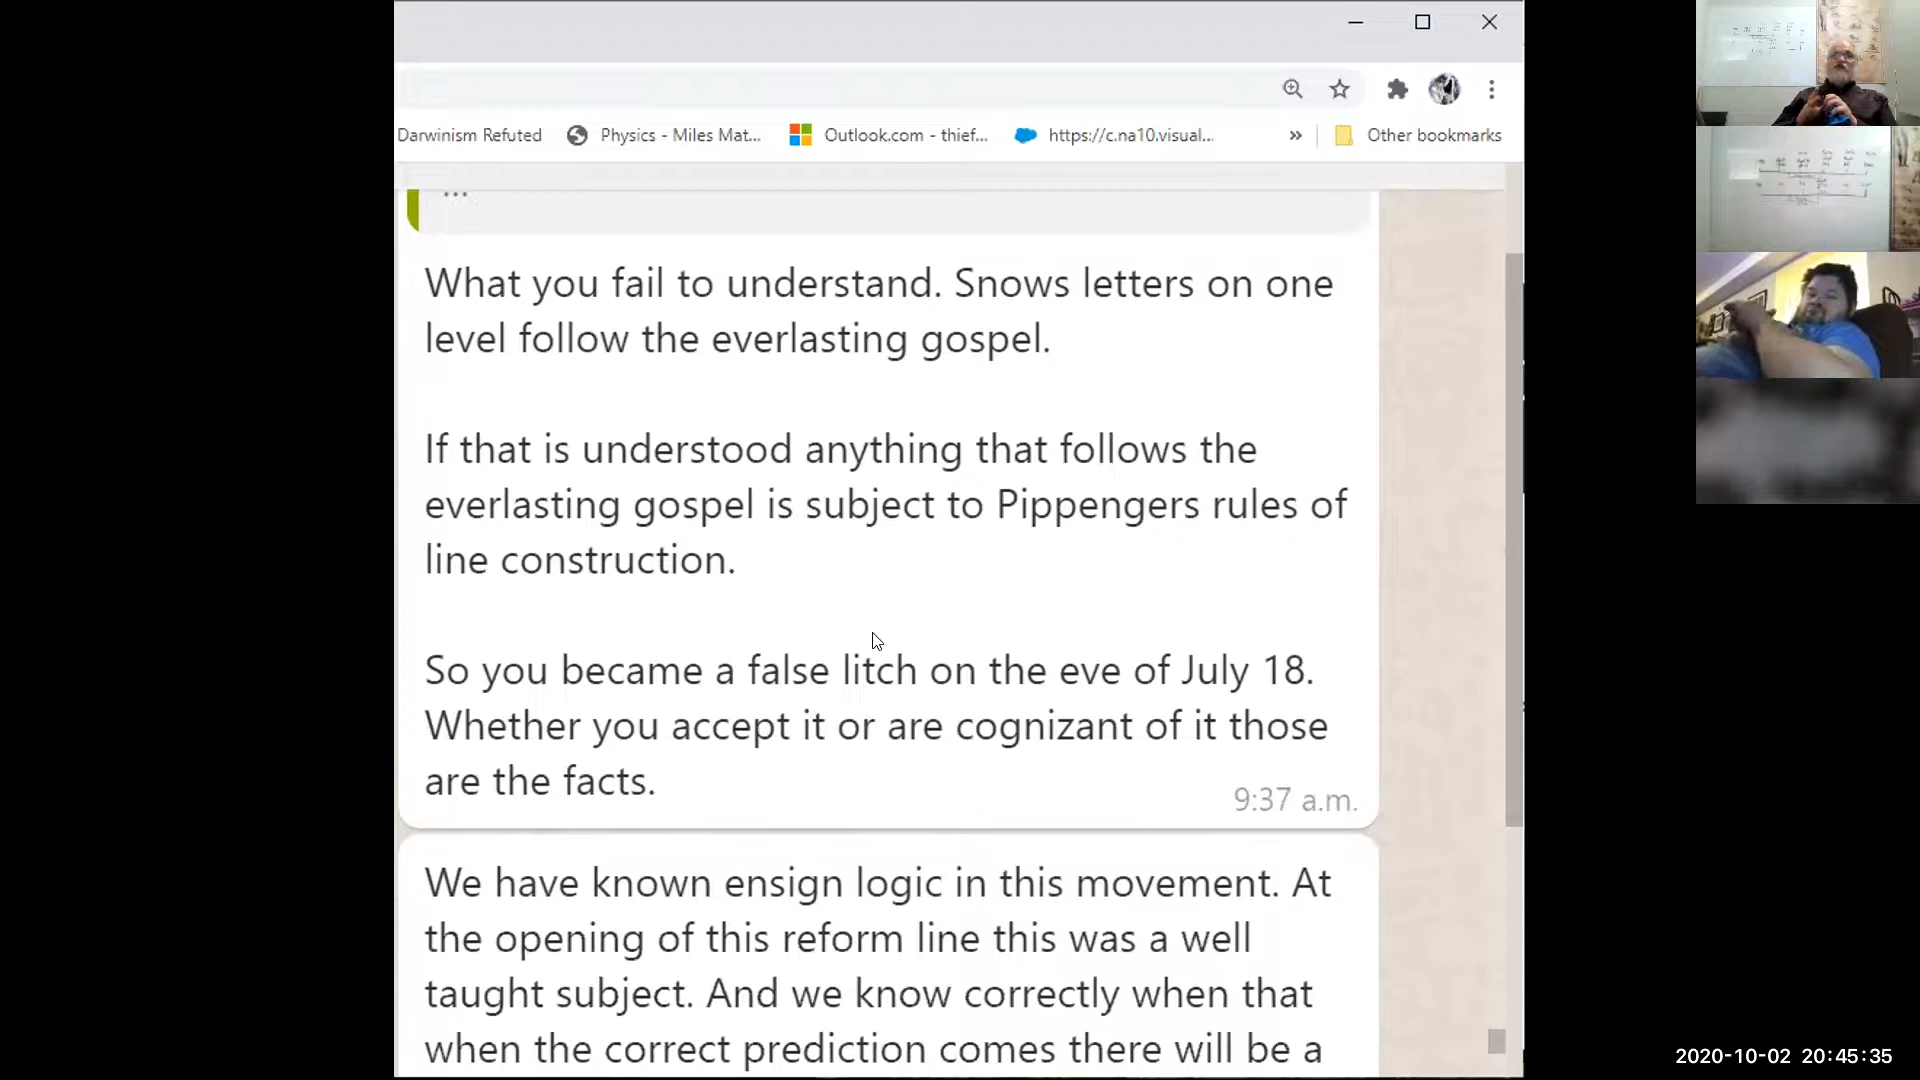 Darwinism Refuted
Physics - Miles Mat...
Outlook.com - thief...
https://c.na10.visual...
»
Other bookmarks
...
What you fail to understand. Snows letters on one
level follow the everlasting gospel.
If that is understood anything that follows the
everlasting gospel is subject to Pippengers rules of
line construction.
So you became a false litch on the eve of July 18.
Whether you accept it or are cognizant of it those
are the facts.
9:37 a.m.
We have known ensign logic in this movement. At
the opening of this reform line this was a well
taught subject. And we know correctly when that
when the correct prediction comes there will be a
2020-10-02 20:45:35